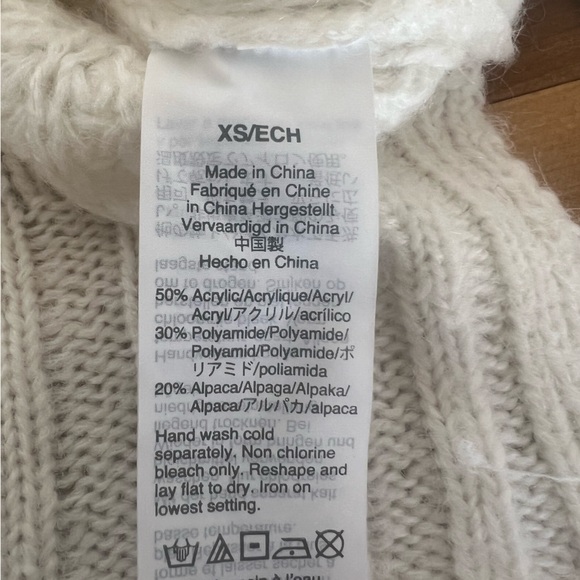 XS/ECH
Made in China
Fabriqué en Chine
in China Hergestellt
Vervaardigd in China
中国製
Hecho en China
50% Acrylic/Acrylique/Acryl/
Acryl/アクリル/acrílico
30% Polyamide/Polyamide/
Polyamid/Polyamide/ポ
リアミド/poliamida
20% Alpaca/Alpaga/Alpaka/
Alpaca/アルパカ/alpaca
Hand wash cold
separately. Non chlorine
bleach only. Reshape and
lay flat to dry. Iron on
lowest setting.
à l'eau